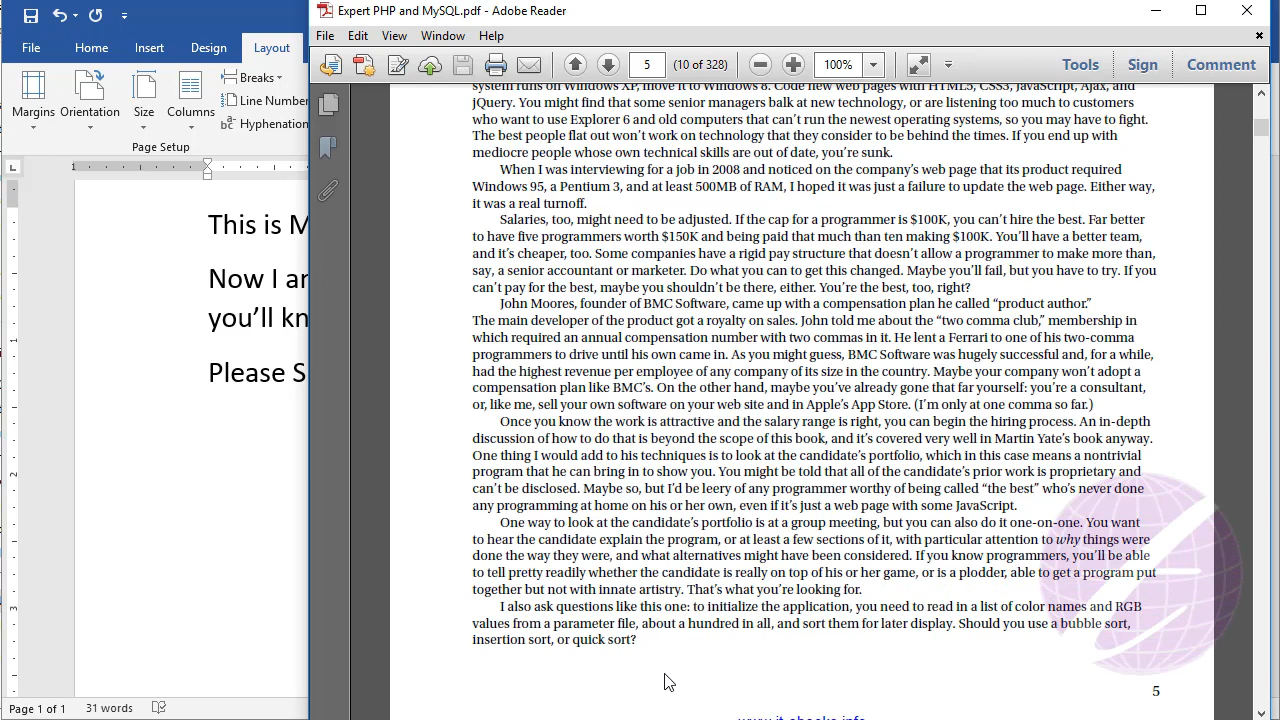 File Home Insert Design Layout
Margins Orientation Size Columns
Breaks
Line Number
Hyphenation
Page Setup
This is M
Now I ar
you’ll kn
Please S
Page 1 of 1 31 words
Expert PHP and MySQL.pdf - Adobe Reader
File Edit View Window Help
5 (10 of 328) 100% Tools Sign Comment
system runs on Windows XP, move it to Windows 8. Code new web pages with HTML5, CSS3, JavaScript, Ajax, and
jQuery. You might find that some senior managers balk at new technology, or are listening too much to customers
who want to use Explorer 6 and old computers that can’t run the newest operating systems, so you may have to fight.
The best people flat out won’t work on technology that they consider to be behind the times. If you end up with
mediocre people whose own technical skills are out of date, you’re sunk.
When I was interviewing for a job in 2008 and noticed on the company’s web page that its product required
Windows 95, a Pentium 3, and at least 500MB of RAM, I hoped it was just a failure to update the web page. Either way,
it was a real turnoff.
Salaries, too, might need to be adjusted. If the cap for a programmer is $100K, you can’t hire the best. Far better
to have five programmers worth $150K and being paid that much than ten making $100K. You’ll have a better team,
and it’s cheaper, too. Some companies have a rigid pay structure that doesn’t allow a programmer to make more than,
say, a senior accountant or marketer. Do what you can to get this changed. Maybe you’ll fail, but you have to try. If you
can’t pay for the best, maybe you shouldn’t be there, either. You’re the best, too, right?
John Moores, founder of BMC Software, came up with a compensation plan he called “product author.”
The main developer of the product got a royalty on sales. John told me about the “two comma club,” membership in
which required an annual compensation number with two commas in it. He lent a Ferrari to one of his two-comma
programmers to drive until his own came in. As you might guess, BMC Software was hugely successful and, for a while,
had the highest revenue per employee of any company of its size in the country. Maybe your company won’t adopt a
compensation plan like BMC’s. On the other hand, maybe you’ve already gone that far yourself: you’re a consultant,
or, like me, sell your own software on your web site and in Apple’s App Store. (I’m only at one comma so far.)
Once you know the work is attractive and the salary range is right, you can begin the hiring process. An in-depth
discussion of how to do that is beyond the scope of this book, and it’s covered very well in Martin Yate’s book anyway.
One thing I would add to his techniques is to look at the candidate’s portfolio, which in this case means a nontrivial
program that he can bring in to show you. You might be told that all of the candidate’s prior work is proprietary and
can’t be disclosed. Maybe so, but I’d be leery of any programmer worthy of being called “the best” who’s never done
any programming at home on his or her own, even if it’s just a web page with some JavaScript.
One way to look at the candidate’s portfolio is at a group meeting, but you can also do it one-on-one. You want
to hear the candidate explain the program, or at least a few sections of it, with particular attention to why things were
done the way they were, and what alternatives might have been considered. If you know programmers, you’ll be able
to tell pretty readily whether the candidate is really on top of his or her game, or is a plodder, able to get a program put
together but not with innate artistry. That’s what you’re looking for.
I also ask questions like this one: to initialize the application, you need to read in a list of color names and RGB
values from a parameter file, about a hundred in all, and sort them for later display. Should you use a bubble sort,
insertion sort, or quick sort?
5
www.it-ebooks.info